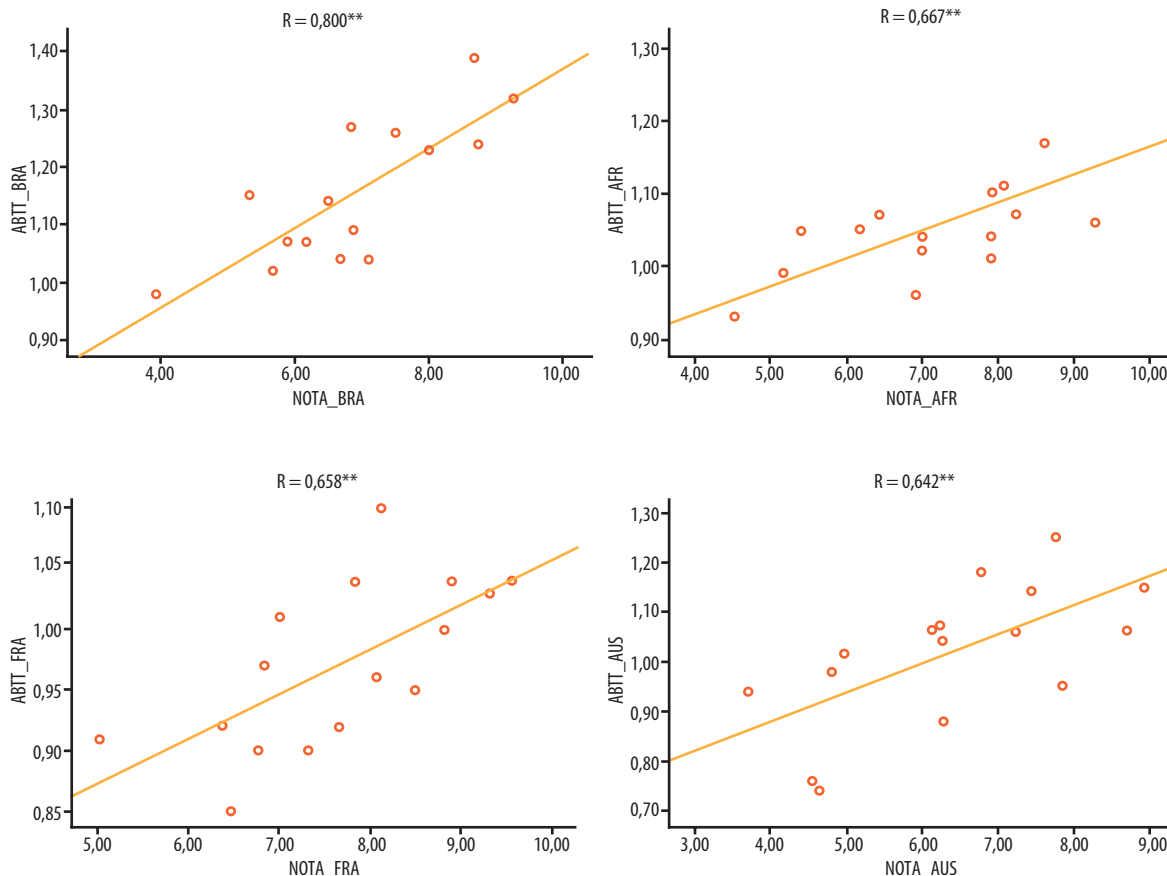 R = 0,800**
1,40
1,30
1,20
1,10
1,00
0,90
ABTT_BRA
4,00 6,00 8,00 10,00
NOTA_BRA
R = 0,667**
1,30
1,20
1,10
1,00
0,90
ABTT_AFR
4,00 5,00 6,00 7,00 8,00 9,00 10,00
NOTA_AFR
R = 0,658**
1,10
1,05
1,00
0,95
0,90
0,85
ABTT_FRA
5,00 6,00 7,00 8,00 9,00 10,00
NOTA_FRA
R = 0,642**
1,30
1,20
1,10
1,00
0,90
0,80
0,70
ABTT_AUS
3,00 4,00 5,00 6,00 7,00 8,00 9,00
NOTA_AUS